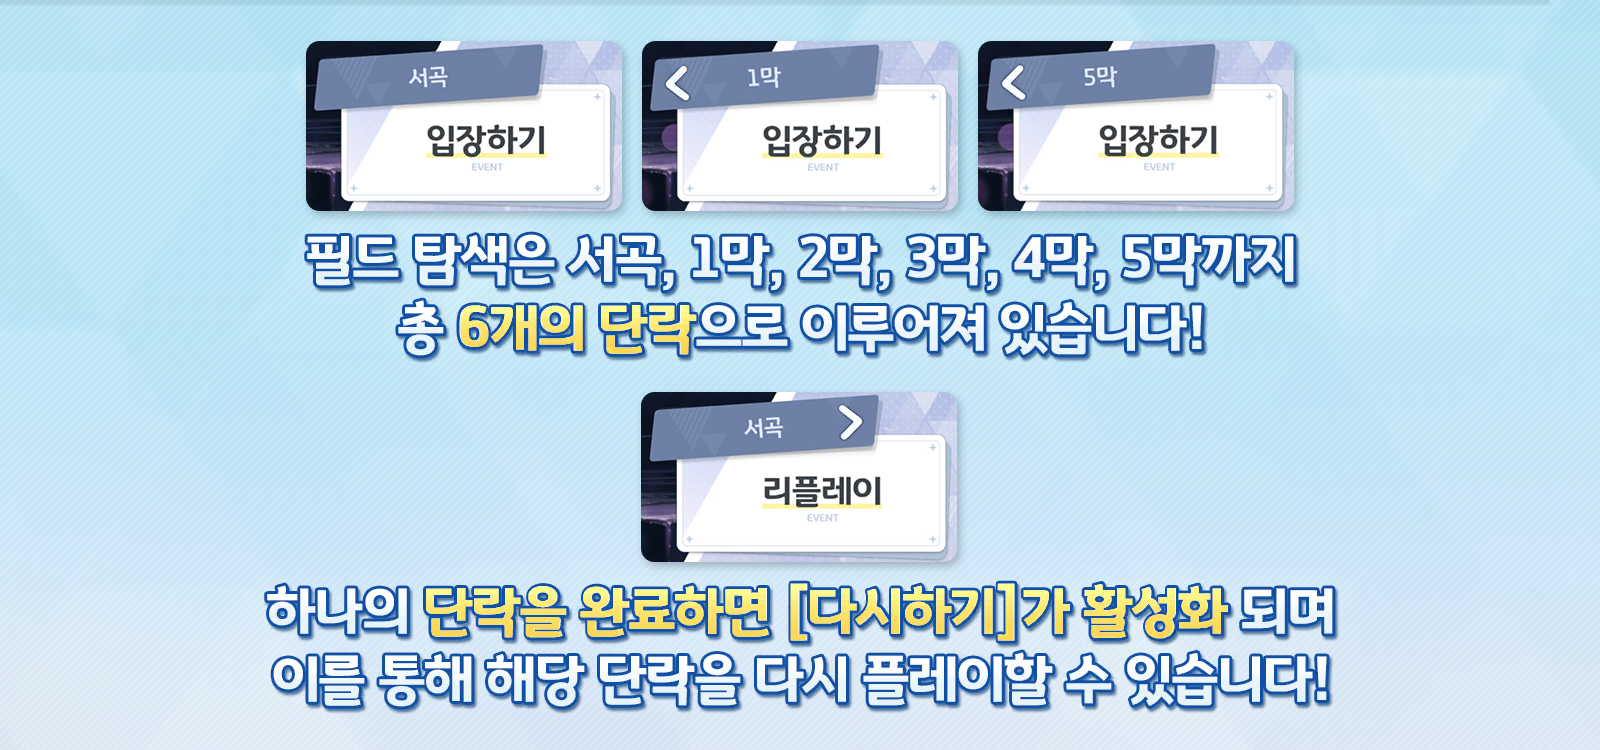 서곡
입장하기
EVENT
1막
입장하기
EVENT
5막
입장하기
EVENT
필드 탐색은 서곡, 1막, 2막, 3막, 4막, 5막까지
총 6개의 단락으로 이루어져 있습니다!
서곡
리플레이
EVENT
하나의 단락을 완료하면 [다시하기]가 활성화 되며
이를 통해 해당 단락을 다시 플레이할 수 있습니다!